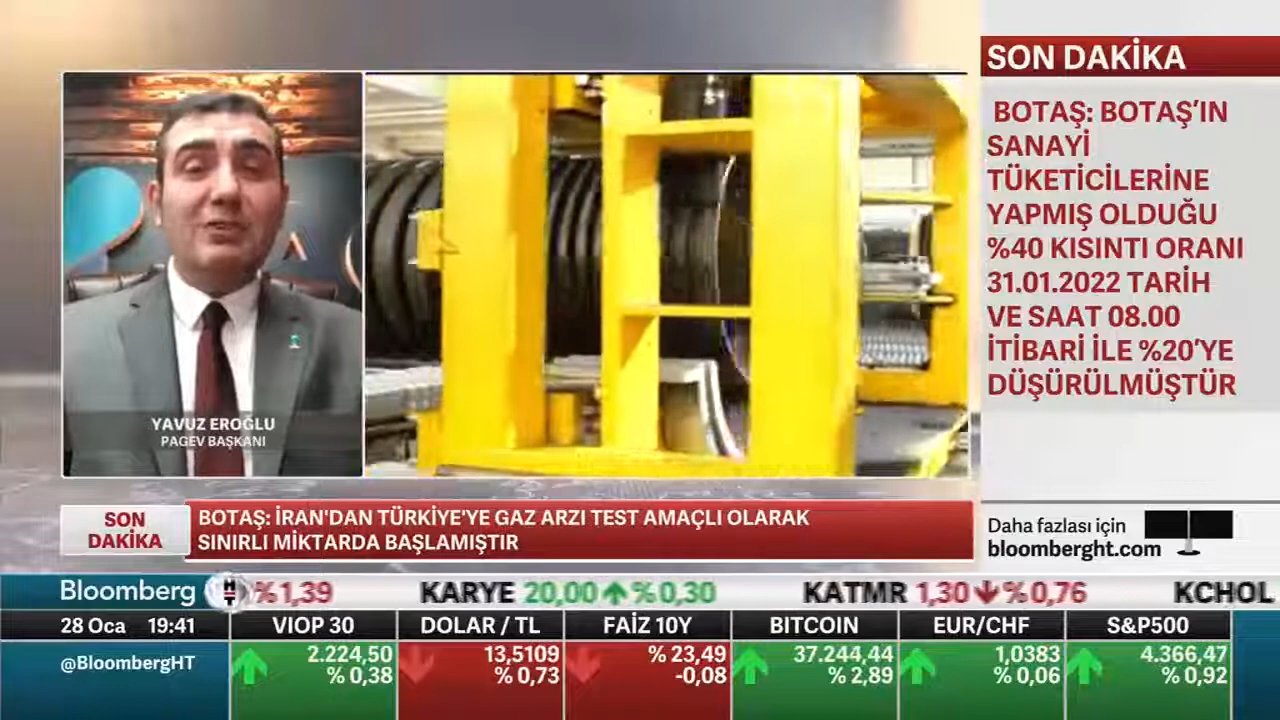 SON DAKİKA
BOTAŞ: BOTAŞ'IN
SANAYİ
TÜKETİCİLERİNE
YAPMIŞ OLDUĞU
%40 KISINTI ORANI
31.01.2022 TARİH
VE SAAT 08.00
İTİBARİ İLE %20'YE
DÜŞÜRÜLMÜŞTÜR
YAVUZ EROĞLU
PAGEV BAŞKANI
SON
DAKİKA
BOTAŞ: İRAN'DAN TÜRKİYE'YE GAZ ARZI TEST AMAÇLI OLARAK
SINIRLI MİKTARDA BAŞLAMIŞTIR
Daha fazlası için
bloomberght.com
Bloomberg HT %1,39 KARYE 20,00 %0,30 KATMR 1,30 %0,76 KCHOL
28 Oca 19:41 VIOP 30 DOLAR / TL FAİZ 10Y BITCOIN EUR/CHF S&P500
@BloombergHT 2.224,50 13,5109 % 23,49 37.244,44 1,0383 4.366,47
% 0,38 % 0,73 -0,08 % 2,89 % 0,06 % 0,92